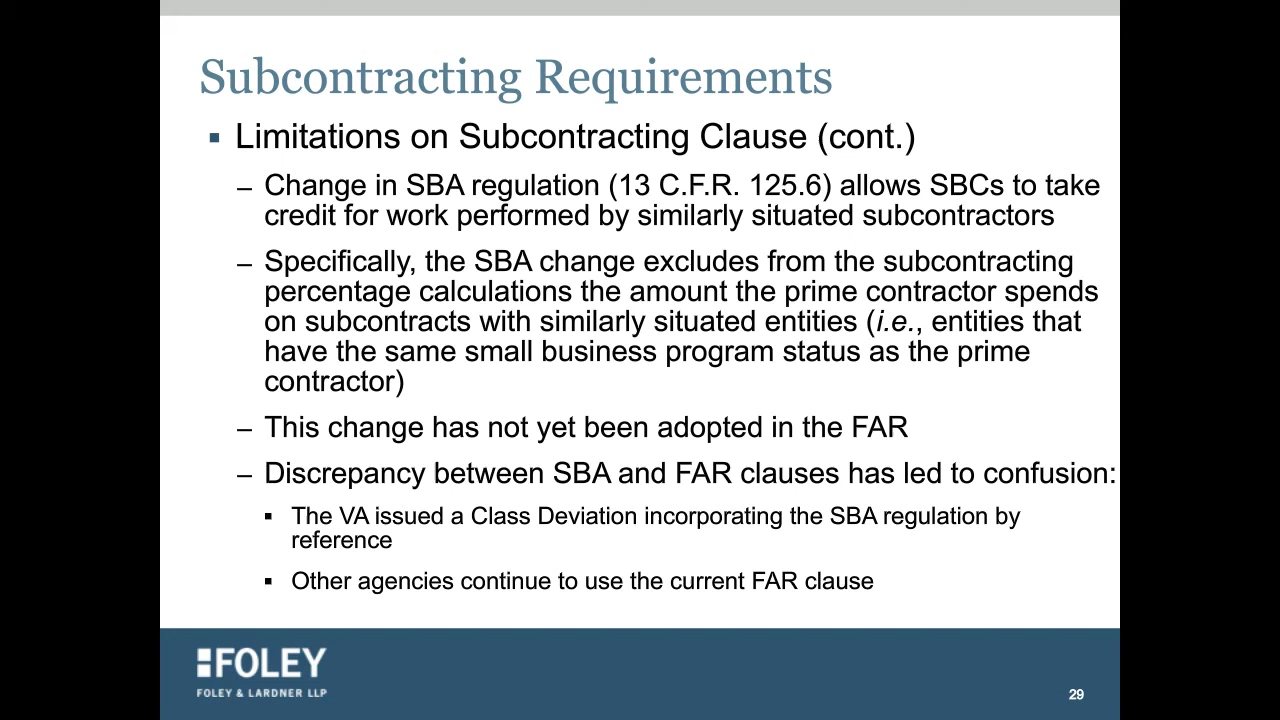 Subcontracting Requirements
▪ Limitations on Subcontracting Clause (cont.)
– Change in SBA regulation (13 C.F.R. 125.6) allows SBCs to take
credit for work performed by similarly situated subcontractors
– Specifically, the SBA change excludes from the subcontracting
percentage calculations the amount the prime contractor spends
on subcontracts with similarly situated entities (i.e., entities that
have the same small business program status as the prime
contractor)
– This change has not yet been adopted in the FAR
– Discrepancy between SBA and FAR clauses has led to confusion:
▪ The VA issued a Class Deviation incorporating the SBA regulation by
reference
▪ Other agencies continue to use the current FAR clause
FOLEY
FOLEY & LARDNER LLP
29